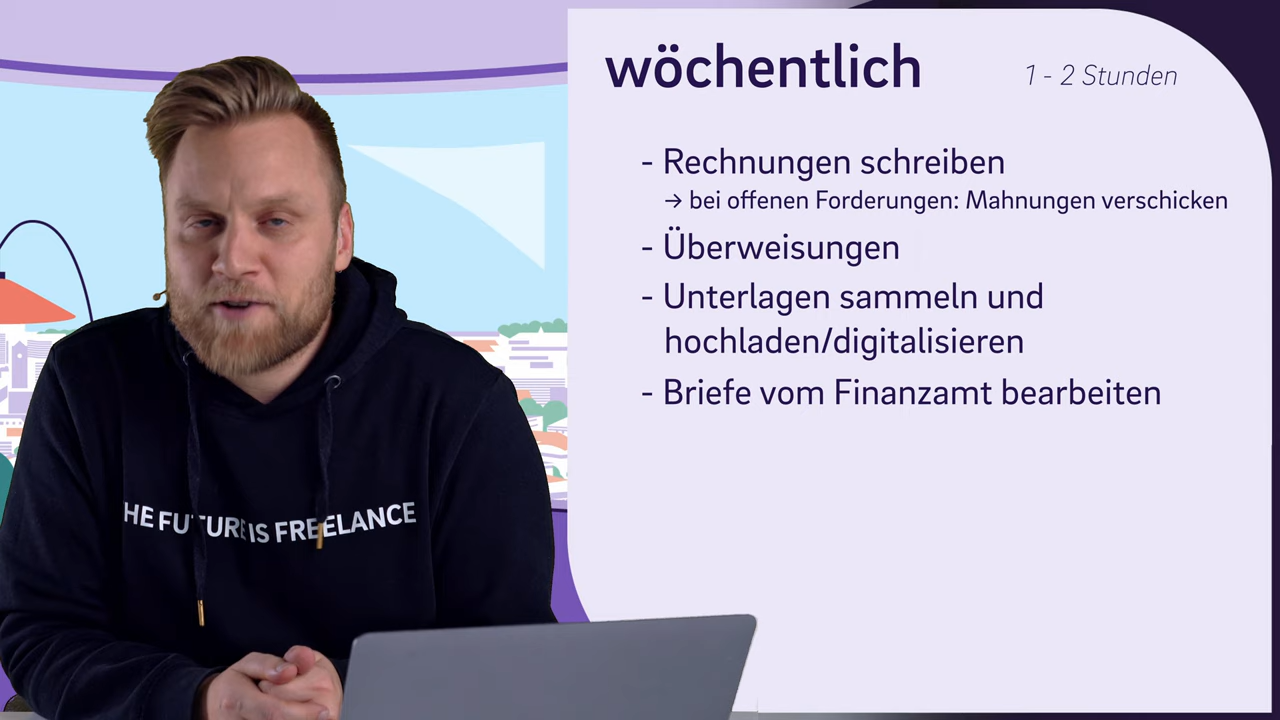 wöchentlich
1 - 2 Stunden
- Rechnungen schreiben
→ bei offenen Forderungen: Mahnungen verschicken
- Überweisungen
- Unterlagen sammeln und
hochladen/digitalisieren
- Briefe vom Finanzamt bearbeiten
THE FUTURE IS FREELANCE